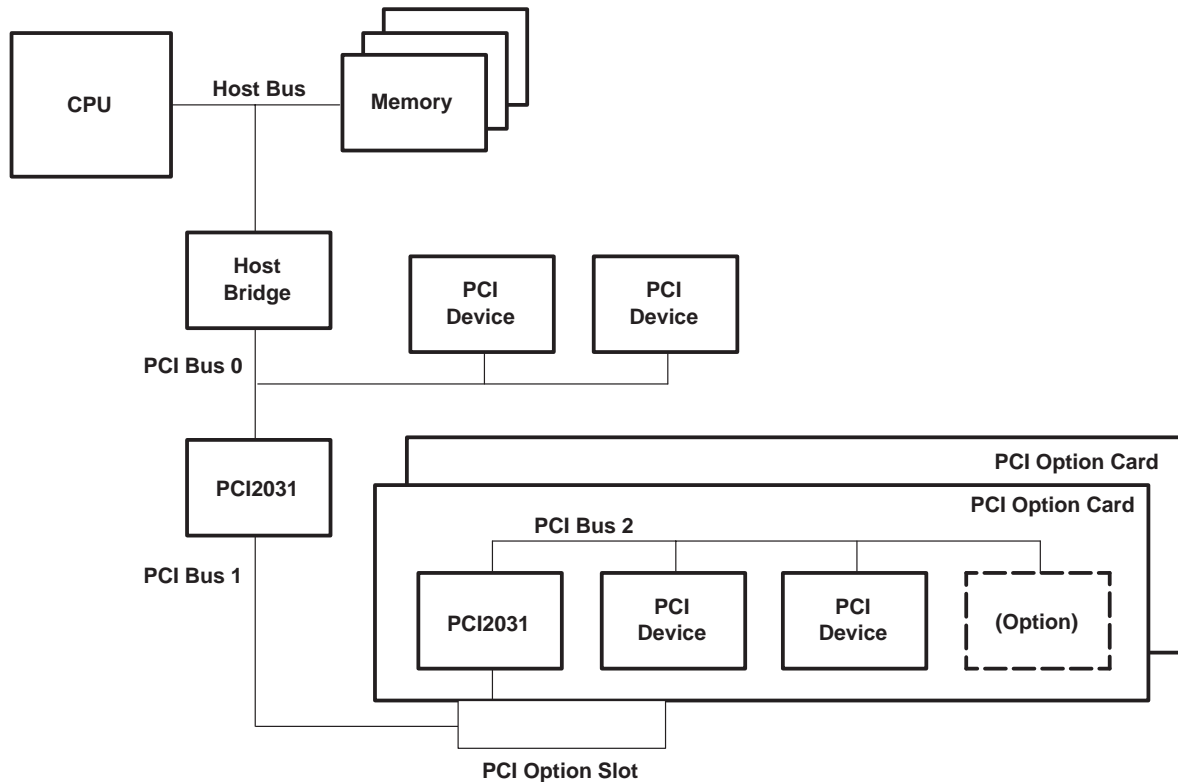 CPU
Host Bus
Memory
Host
Bridge
PCI
Device
PCI
Device
PCI Bus 0
PCI2031
PCI Option Card
PCI Option Card
PCI Bus 2
PCI Bus 1
PCI2031
PCI
Device
PCI
Device
(Option)
PCI Option Slot